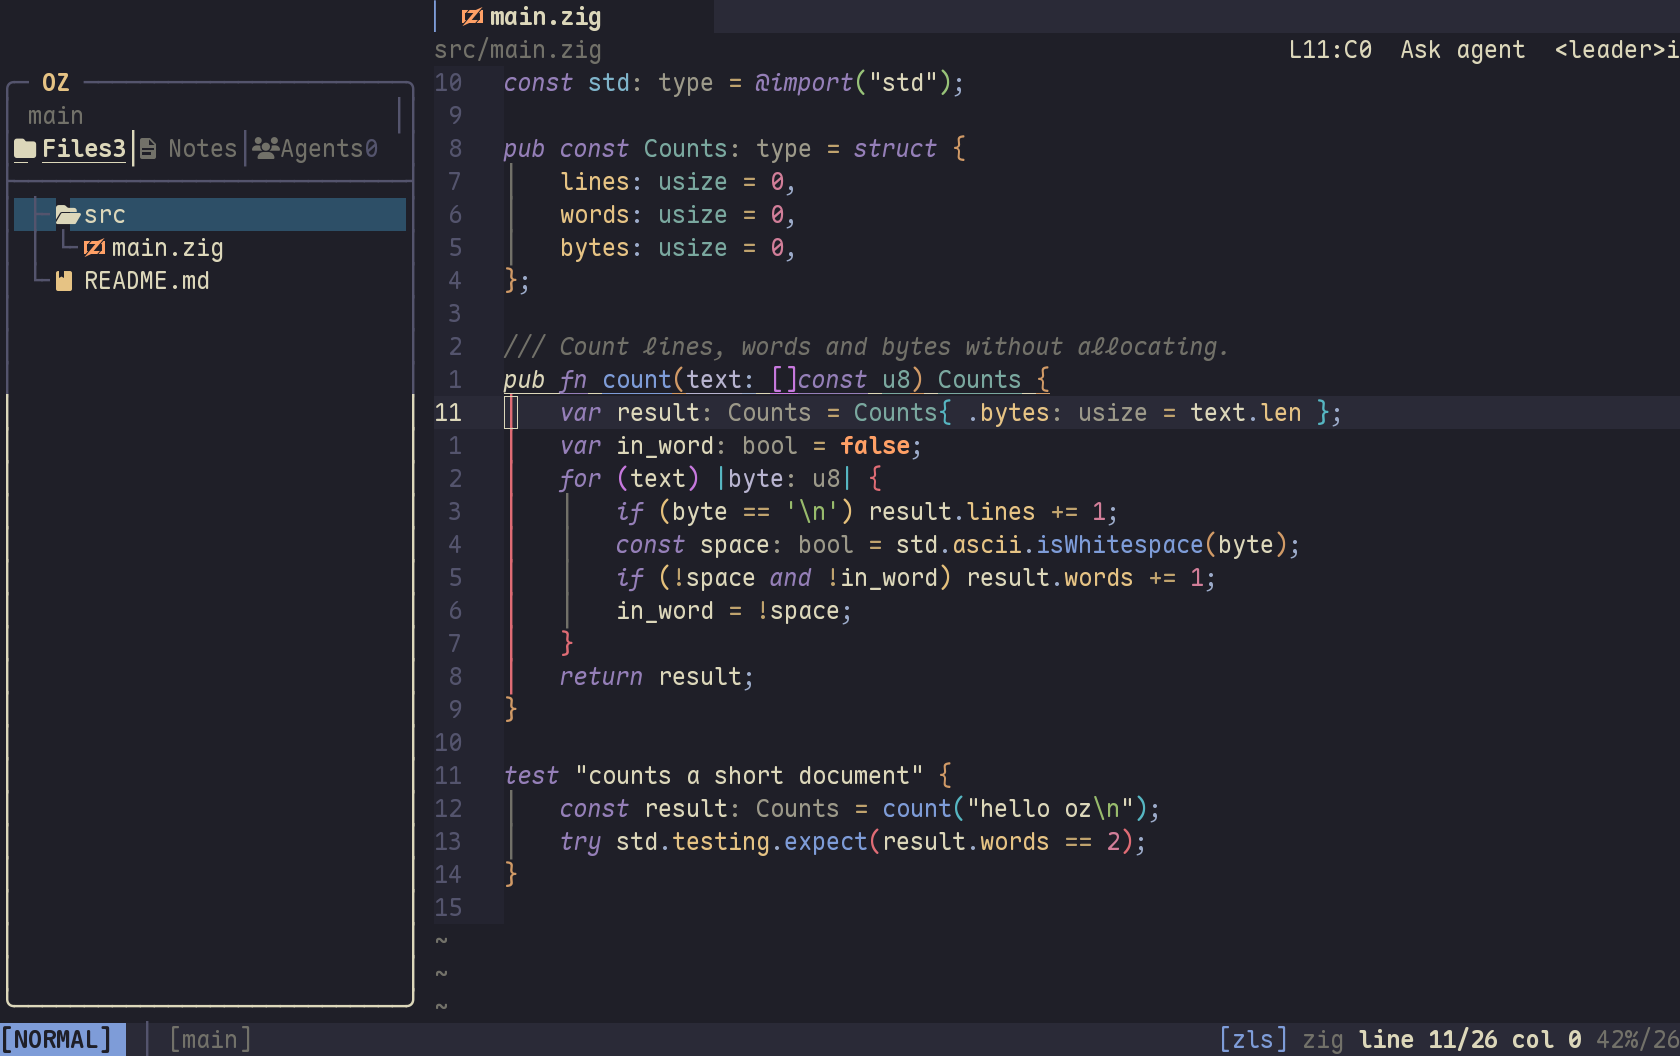 main.zig
src/main.zig L11:C0 Ask agent <leader>i
OZ
main
Files3 Notes Agents0
src
main.zig
README.md
10 const std: type = @import("std");
9
8 pub const Counts: type = struct {
7 lines: usize = 0,
6 words: usize = 0,
5 bytes: usize = 0,
4 };
3
2 /// Count lines, words and bytes without allocating.
1 pub fn count(text: []const u8) Counts {
11 var result: Counts = Counts{ .bytes: usize = text.len };
1 var in_word: bool = false;
2 for (text) |byte: u8| {
3 if (byte == '\n') result.lines += 1;
4 const space: bool = std.ascii.isWhitespace(byte);
5 if (!space and !in_word) result.words += 1;
6 in_word = !space;
7 }
8 return result;
9 }
10
11 test "counts a short document" {
12 const result: Counts = count("hello oz\n");
13 try std.testing.expect(result.words == 2);
14 }
15
~
~
~
[NORMAL] [main] [zls] zig line 11/26 col 0 42%/26